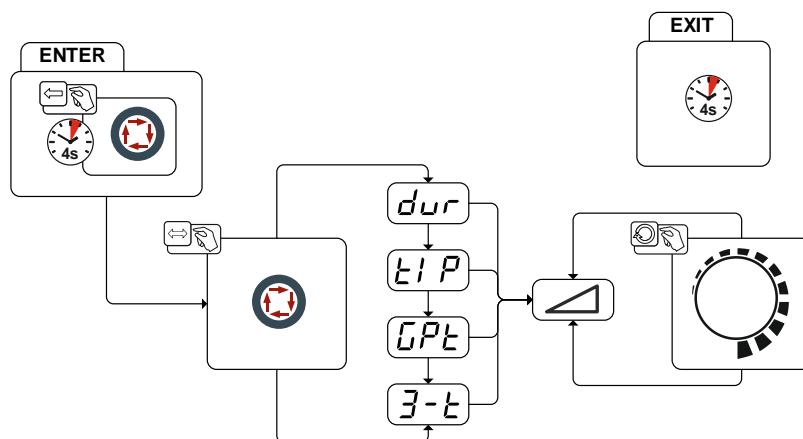 ENTER
EXIT
4s
4s
dur
tIP
GPt
3-t